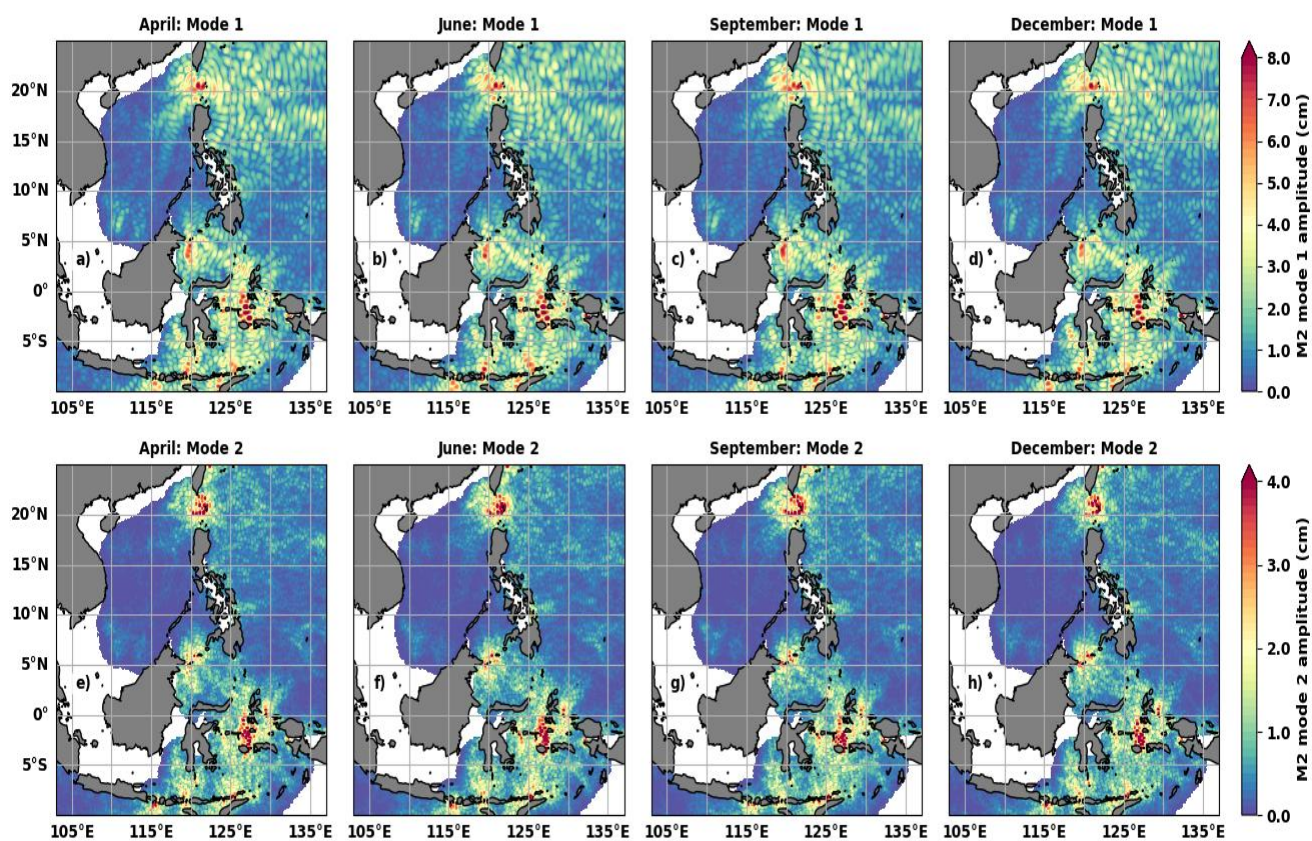 April: Mode 1 June: Mode 1 September: Mode 1 December: Mode 1
20°N
15°N
10°N
5°N
0°
5°S
a) b) c) d)
105°E 115°E 125°E 135°E 105°E 115°E 125°E 135°E 105°E 115°E 125°E 135°E 105°E 115°E 125°E 135°E
8.0
7.0
6.0
5.0
4.0
3.0
2.0
1.0
0.0
M2 mode 1 amplitude (cm)
April: Mode 2 June: Mode 2 September: Mode 2 December: Mode 2
20°N
15°N
10°N
5°N
0°
5°S
e) f) g) h)
105°E 115°E 125°E 135°E 105°E 115°E 125°E 135°E 105°E 115°E 125°E 135°E 105°E 115°E 125°E 135°E
4.0
3.0
2.0
1.0
0.0
M2 mode 2 amplitude (cm)